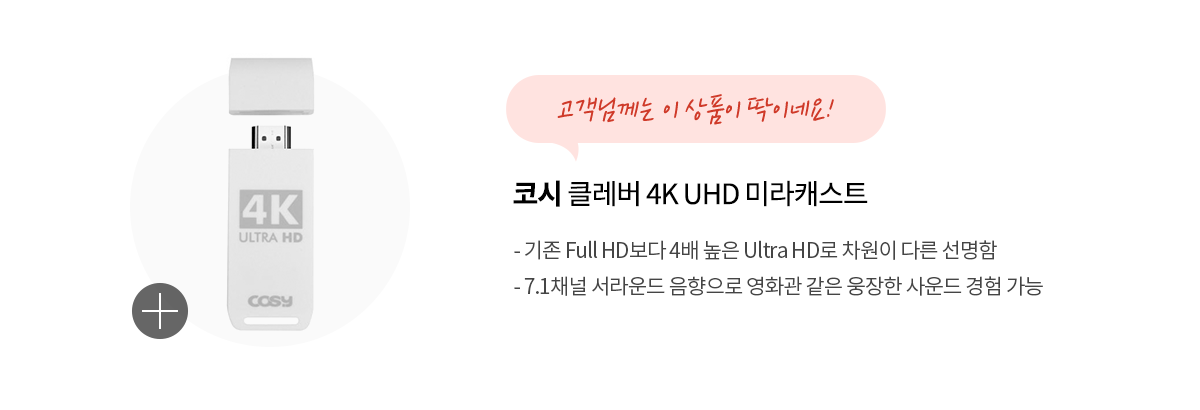 고객님께는 이 상품이 딱이네요!
코시 클레버 4K UHD 미라캐스트
- 기존 Full HD보다 4배 높은 Ultra HD로 차원이 다른 선명함
- 7.1채널 서라운드 음향으로 영화관 같은 웅장한 사운드 경험 가능
4K
ULTRA HD
COSY